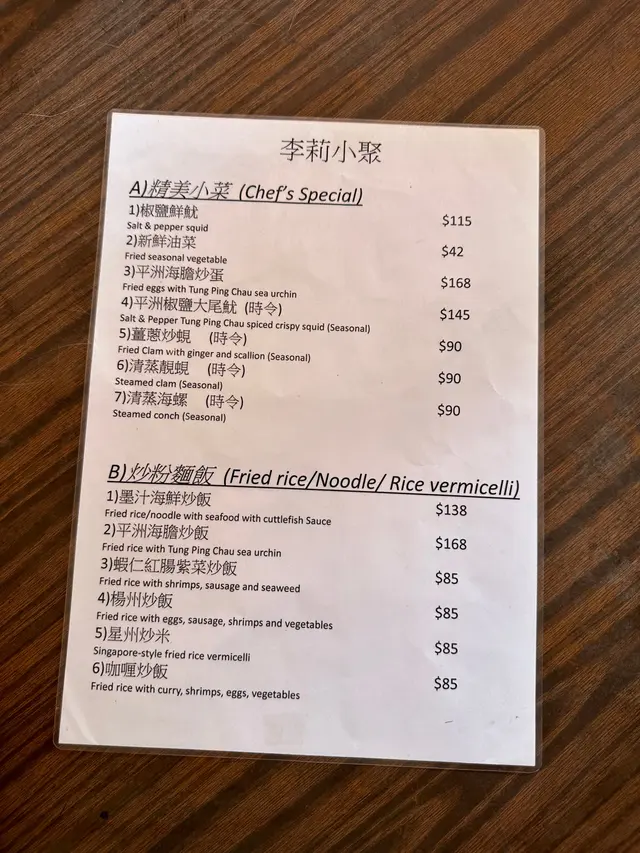 李莉小聚
A)精美小菜 (Chef's Special)
1)椒鹽鮮魷
Salt & pepper squid $115
2)新鮮油菜
Fried seasonal vegetable $42
3)平洲海膽炒蛋
Fried eggs with Tung Ping Chau sea urchin $168
4)平洲椒鹽大尾魷 (時令)
Salt & Pepper Tung Ping Chau spiced crispy squid (Seasonal) $145
5)薑蔥炒蜆 (時令)
Fried Clam with ginger and scallion (Seasonal) $90
6)清蒸靚蜆 (時令)
Steamed clam (Seasonal) $90
7)清蒸海螺 (時令)
Steamed conch (Seasonal) $90
B)炒粉麵飯 (Fried rice/Noodle/ Rice vermicelli)
1)墨汁海鮮炒飯
Fried rice/noodle with seafood with cuttlefish Sauce $138
2)平洲海膽炒飯
Fried rice with Tung Ping Chau sea urchin $168
3)蝦仁紅腸紫菜炒飯
Fried rice with shrimps, sausage and seaweed $85
4)楊州炒飯
Fried rice with eggs, sausage, shrimps and vegetables $85
5)星州炒米
Singapore-style fried rice vermicelli $85
6)咖喱炒飯
Fried rice with curry, shrimps, eggs, vegetables $85